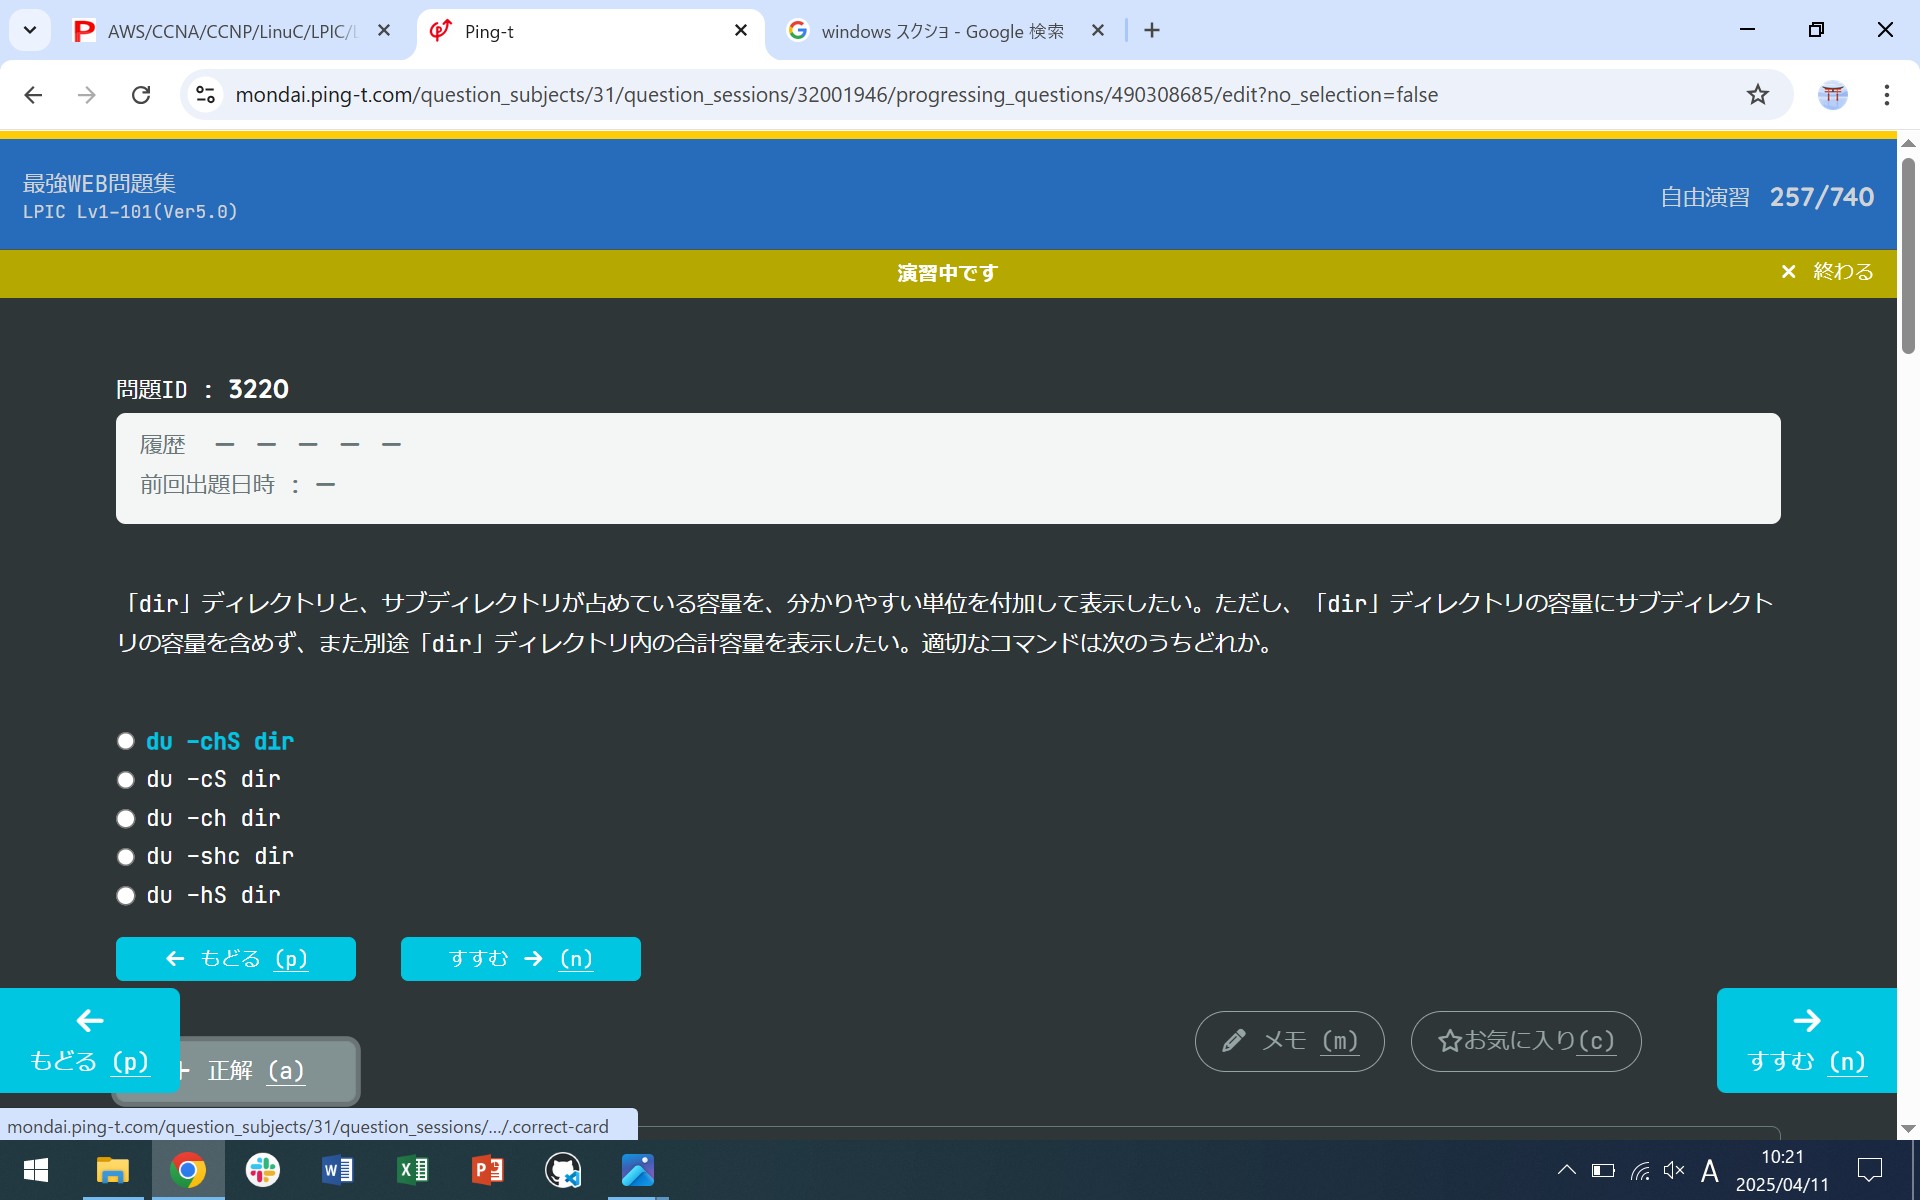 AWS/CCNA/CCNP/LinuC/LPIC/
Ping-t
windows スクショ - Google 検索
mondai.ping-t.com/question_subjects/31/question_sessions/32001946/progressing_questions/490308685/edit?no_selection=false
最強WEB問題集
LPIC Lv1-101(Ver5.0)
自由演習 257/740
演習中です
× 終わる
問題ID : 3220
履歴 ー ー ー ー ー
前回出題日時 : ー
「dir」ディレクトリと、サブディレクトリが占めている容量を、分かりやすい単位を付加して表示したい。ただし、「dir」ディレクトリの容量にサブディレクト
リの容量を含めず、また別途「dir」ディレクトリ内の合計容量を表示したい。適切なコマンドは次のうちどれか。
du -chS dir
du -cS dir
du -ch dir
du -shc dir
du -hS dir
← もどる (p)
すすむ → (n)
← もどる (p)
正解 (a)
メモ (m)
お気に入り(c)
→ すすむ (n)
mondai.ping-t.com/question_subjects/31/question_sessions/.../.correct-card
A
10:21
2025/04/11